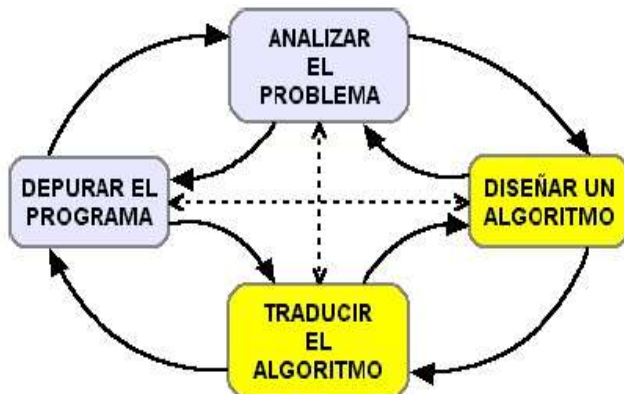 ANALIZAR
EL
PROBLEMA
DEPURAR EL
PROGRAMA
DISEÑAR UN
ALGORITMO
TRADUCIR
EL
ALGORITMO